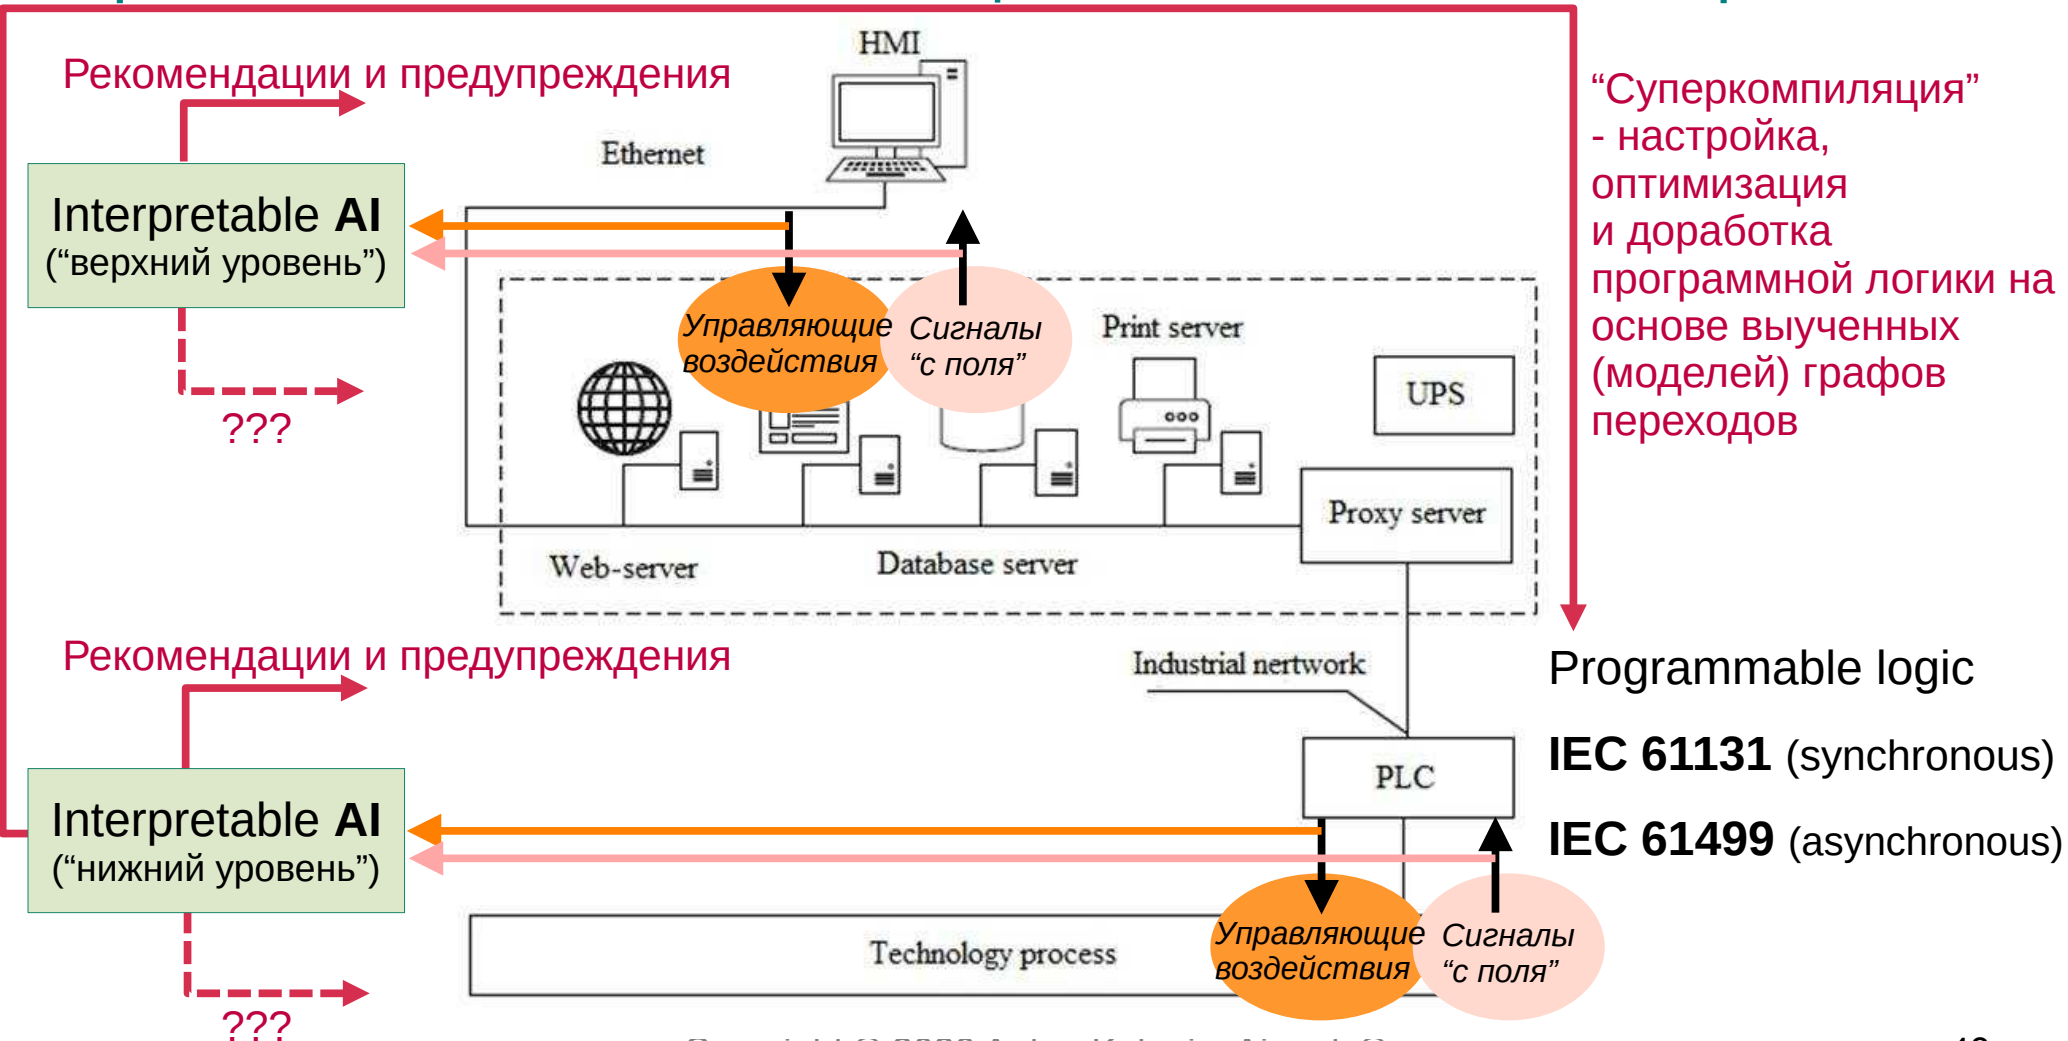 HMI
Рекомендации и предупреждения
Ethernet
Interpretable AI
(“верхний уровень”)
“Суперкомпиляция”
- настройка,
оптимизация
и доработка
программной логики на
основе выученных
(моделей) графов
переходов
Управляющие
воздействия
Сигналы
“с поля”
Print server
UPS
???
Proxy server
Web-server
Database server
Рекомендации и предупреждения
Industrial nertwork
Programmable logic
PLC
IEC 61131 (synchronous)
IEC 61499 (asynchronous)
Interpretable AI
(“нижний уровень”)
Technology process
Управляющие
воздействия
Сигналы
“с поля”
???